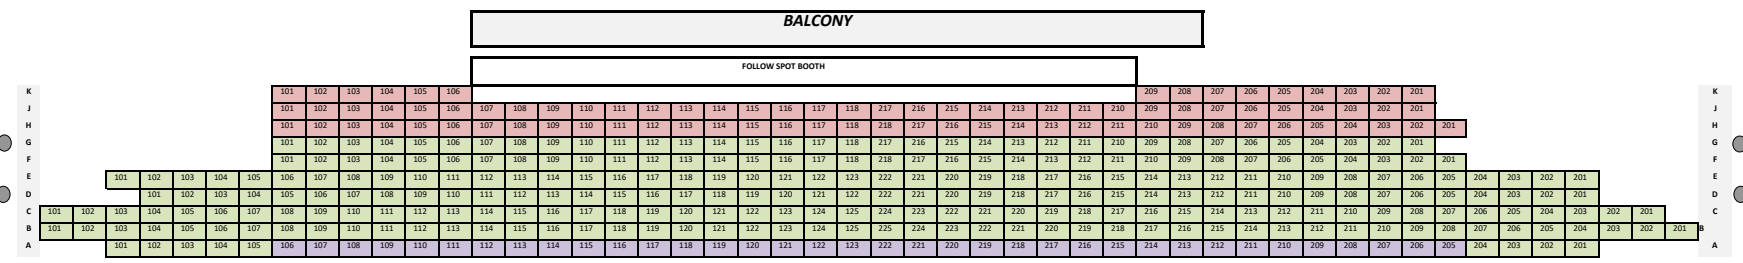 BALCONY
FOLLOW SPOT BOOTH
K 101 102 103 104 105 106 209 208 207 206 205 204 203 202 201 K
J 101 102 103 104 105 106 107 108 109 110 111 112 113 114 115 116 117 118 217 216 215 214 213 212 211 210 209 208 207 206 205 204 203 202 201 J
H 101 102 103 104 105 106 107 108 109 110 111 112 113 114 115 116 117 118 218 217 216 215 214 213 212 211 210 209 208 207 206 205 204 203 202 201 H
G 101 102 103 104 105 106 107 108 109 110 111 112 113 114 115 116 117 118 217 216 215 214 213 212 211 210 209 208 207 206 205 204 203 202 201 G
F 101 102 103 104 105 106 107 108 109 110 111 112 113 114 115 116 117 118 218 217 216 215 214 213 212 211 210 209 208 207 206 205 204 203 202 201 F
E 101 102 103 104 105 106 107 108 109 110 111 112 113 114 115 116 117 118 119 120 121 122 123 222 221 220 219 218 217 216 215 214 213 212 211 210 209 208 207 206 205 204 203 202 201 E
D 101 102 103 104 105 106 107 108 109 110 111 112 113 114 115 116 117 118 119 120 121 122 222 221 220 219 218 217 216 215 214 213 212 211 210 209 208 207 206 205 204 203 202 201 D
C 101 102 103 104 105 106 107 108 109 110 111 112 113 114 115 116 117 118 119 120 121 122 123 124 125 224 223 222 221 220 219 218 217 216 215 214 213 212 211 210 209 208 207 206 205 204 203 202 201 C
B 101 102 103 104 105 106 107 108 109 110 111 112 113 114 115 116 117 118 119 120 121 122 123 124 125 225 224 223 222 221 220 219 218 217 216 215 214 213 212 211 210 209 208 207 206 205 204 203 202 201 B
A 101 102 103 104 105 106 107 108 109 110 111 112 113 114 115 116 117 118 119 120 121 122 123 222 221 220 219 218 217 216 215 214 213 212 211 210 209 208 207 206 205 204 203 202 201 A